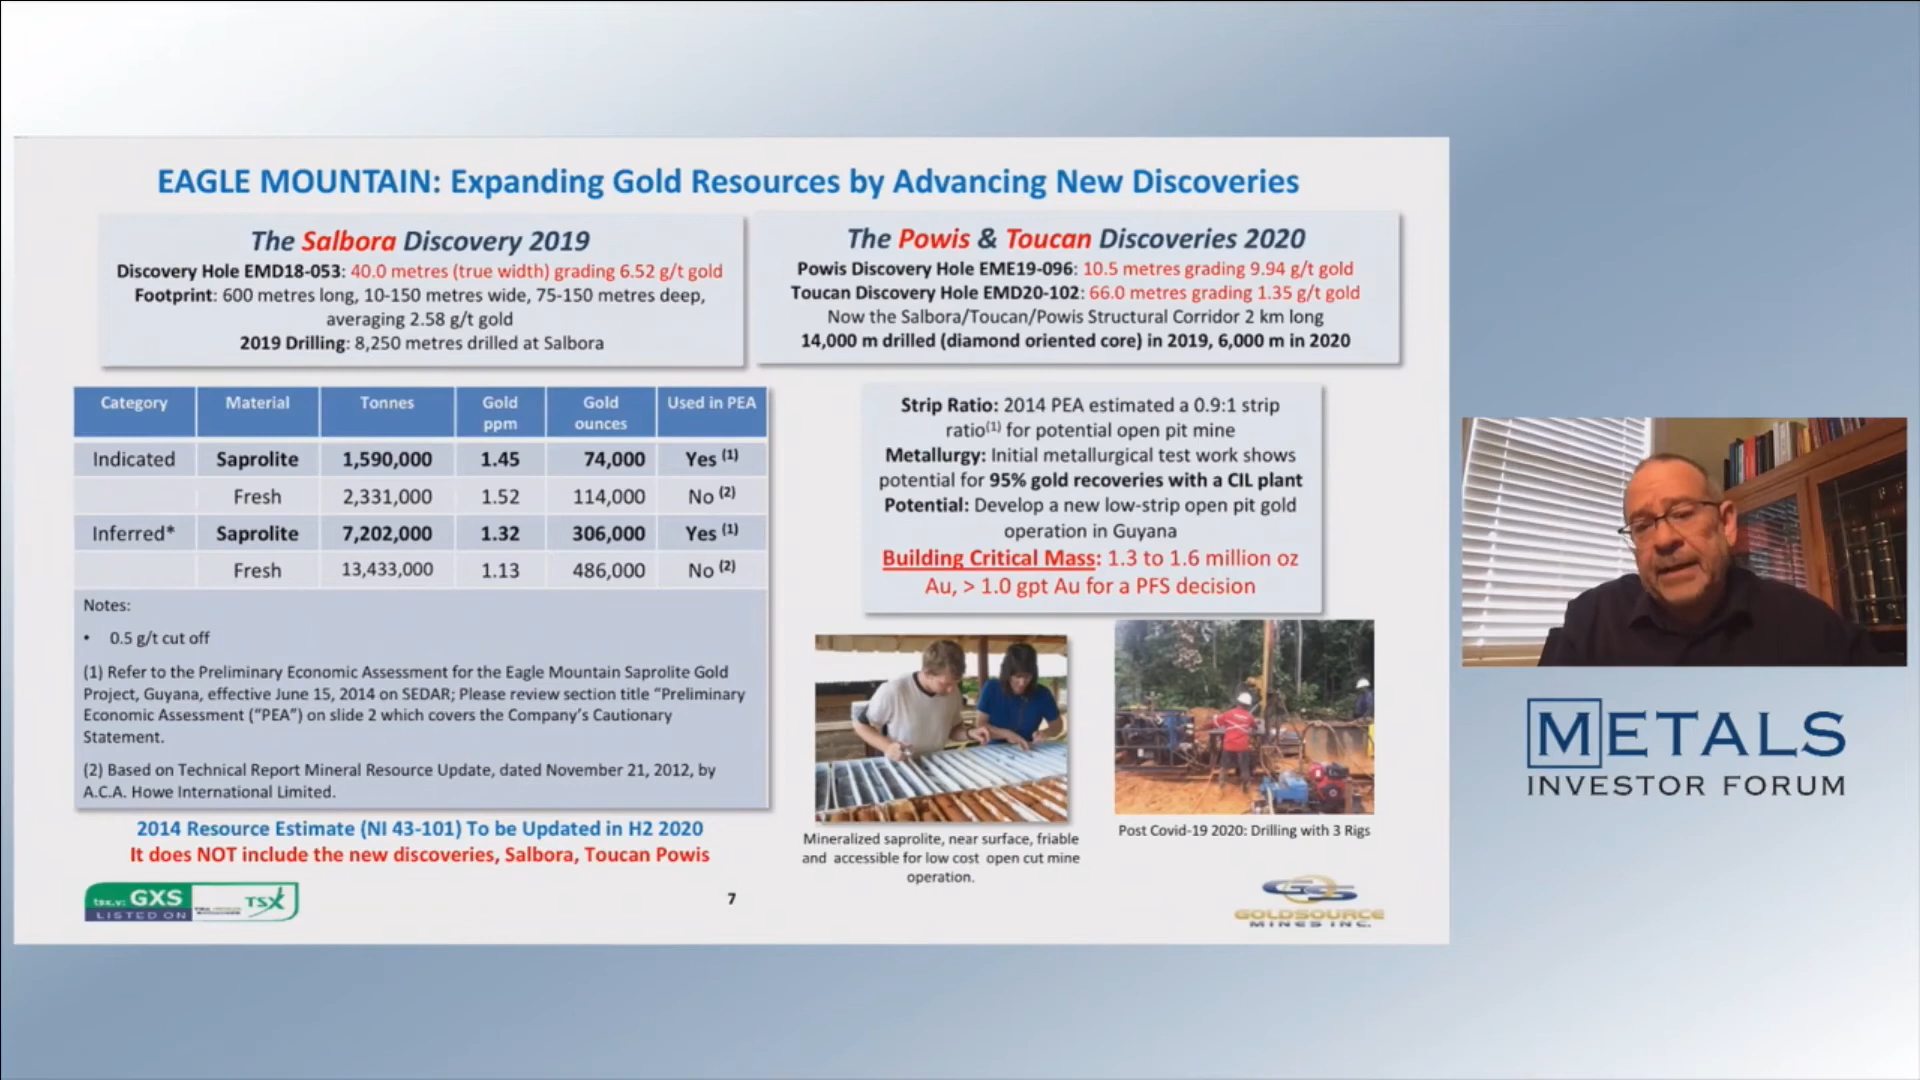 EAGLE MOUNTAIN: Expanding Gold Resources by Advancing New Discoveries
The Salbora Discovery 2019
Discovery Hole EMD18-053: 40.0 metres (true width) grading 6.52 g/t gold
Footprint: 600 metres long, 10-150 metres wide, 75-150 metres deep,
averaging 2.58 g/t gold
2019 Drilling: 8,250 metres drilled at Salbora
The Powis & Toucan Discoveries 2020
Powis Discovery Hole EME19-096: 10.5 metres grading 9.94 g/t gold
Toucan Discovery Hole EMD20-102: 66.0 metres grading 1.35 g/t gold
Now the Salbora/Toucan/Powis Structural Corridor 2 km long
14,000 m drilled (diamond oriented core) in 2019, 6,000 m in 2020
Category Material Tonnes Gold ppm Gold ounces Used in PEA
Indicated Saprolite 1,590,000 1.45 74,000 Yes (1)
Fresh 2,331,000 1.52 114,000 No (2)
Inferred* Saprolite 7,202,000 1.32 306,000 Yes (1)
Fresh 13,433,000 1.13 486,000 No (2)
Notes:
• 0.5 g/t cut off
(1) Refer to the Preliminary Economic Assessment for the Eagle Mountain Saprolite Gold
Project, Guyana, effective June 15, 2014 on SEDAR; Please review section title “Preliminary
Economic Assessment (“PEA”) on slide 2 which covers the Company’s Cautionary
Statement.
(2) Based on Technical Report Mineral Resource Update, dated November 21, 2012, by
A.C.A. Howe International Limited.
2014 Resource Estimate (NI 43-101) To be Updated in H2 2020
It does NOT include the new discoveries, Salbora, Toucan Powis
Strip Ratio: 2014 PEA estimated a 0.9:1 strip
ratio(1) for potential open pit mine
Metallurgy: Initial metallurgical test work shows
potential for 95% gold recoveries with a CIL plant
Potential: Develop a new low-strip open pit gold
operation in Guyana
Building Critical Mass: 1.3 to 1.6 million oz
Au, > 1.0 gpt Au for a PFS decision
Mineralized saprolite, near surface, friable
and accessible for low cost open cut mine
operation.
Post Covid-19 2020: Drilling with 3 Rigs
tsx.v: GXS
LISTED ON
TSX
7
GOLDSOURCE
MINES INC.
METALS
INVESTOR FORUM